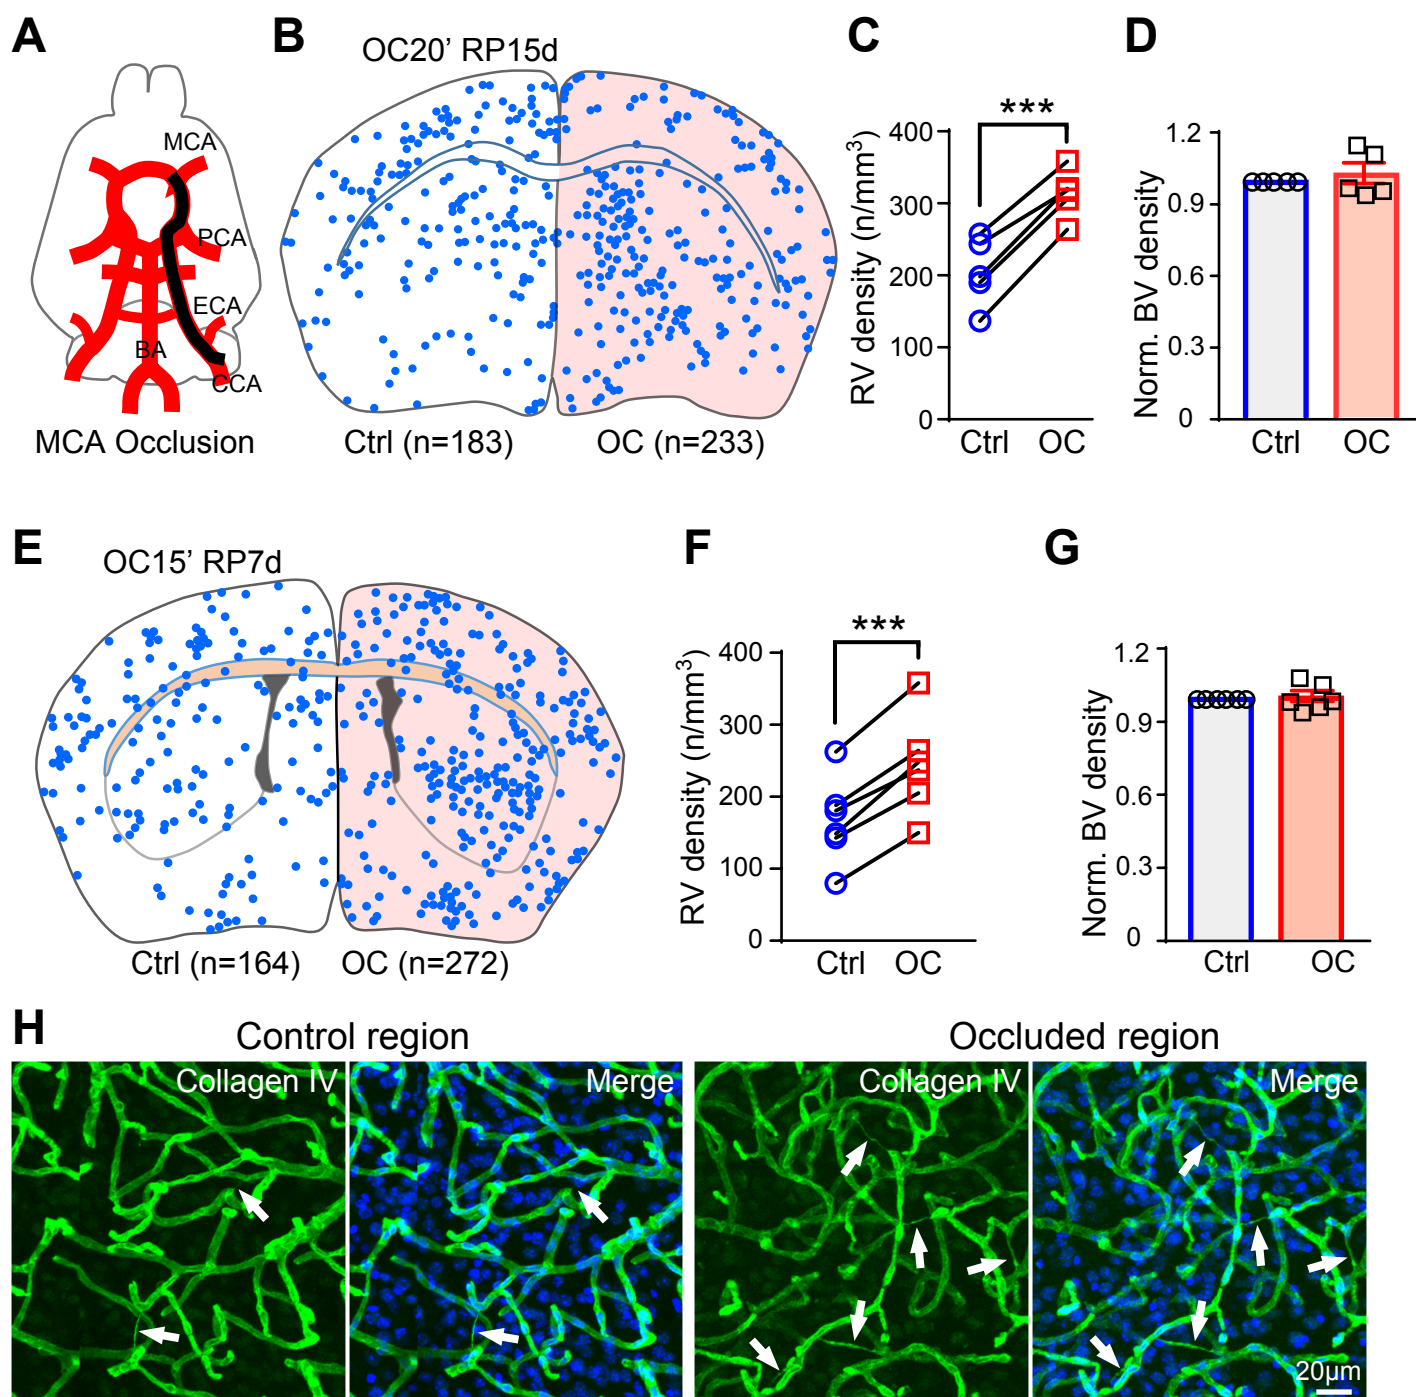 A
MCA
PCA
ECA
BA
CCA
MCA Occlusion
B
OC20’ RP15d
Ctrl (n=183)
OC (n=233)
C
***
RV density (n/mm³)
400
300
200
100
0
Ctrl
OC
D
Norm. BV density
1.2
0.9
0.6
0.3
0
Ctrl
OC
E
OC15’ RP7d
Ctrl (n=164)
OC (n=272)
F
***
RV density (n/mm³)
400
300
200
100
0
Ctrl
OC
G
Norm. BV density
1.2
0.9
0.6
0.3
0
Ctrl
OC
H
Control region
Occluded region
Collagen IV
Merge
Collagen IV
Merge
20μm